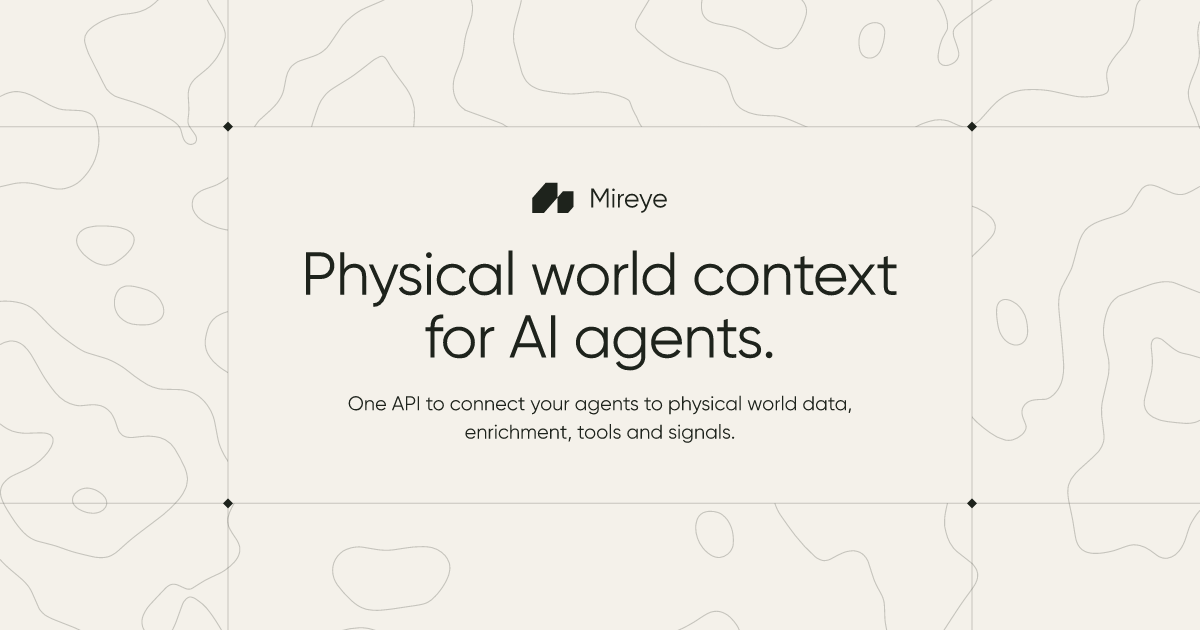 Mireye
Physical world context
for AI agents.
One API to connect your agents to physical world data,
enrichment, tools and signals.